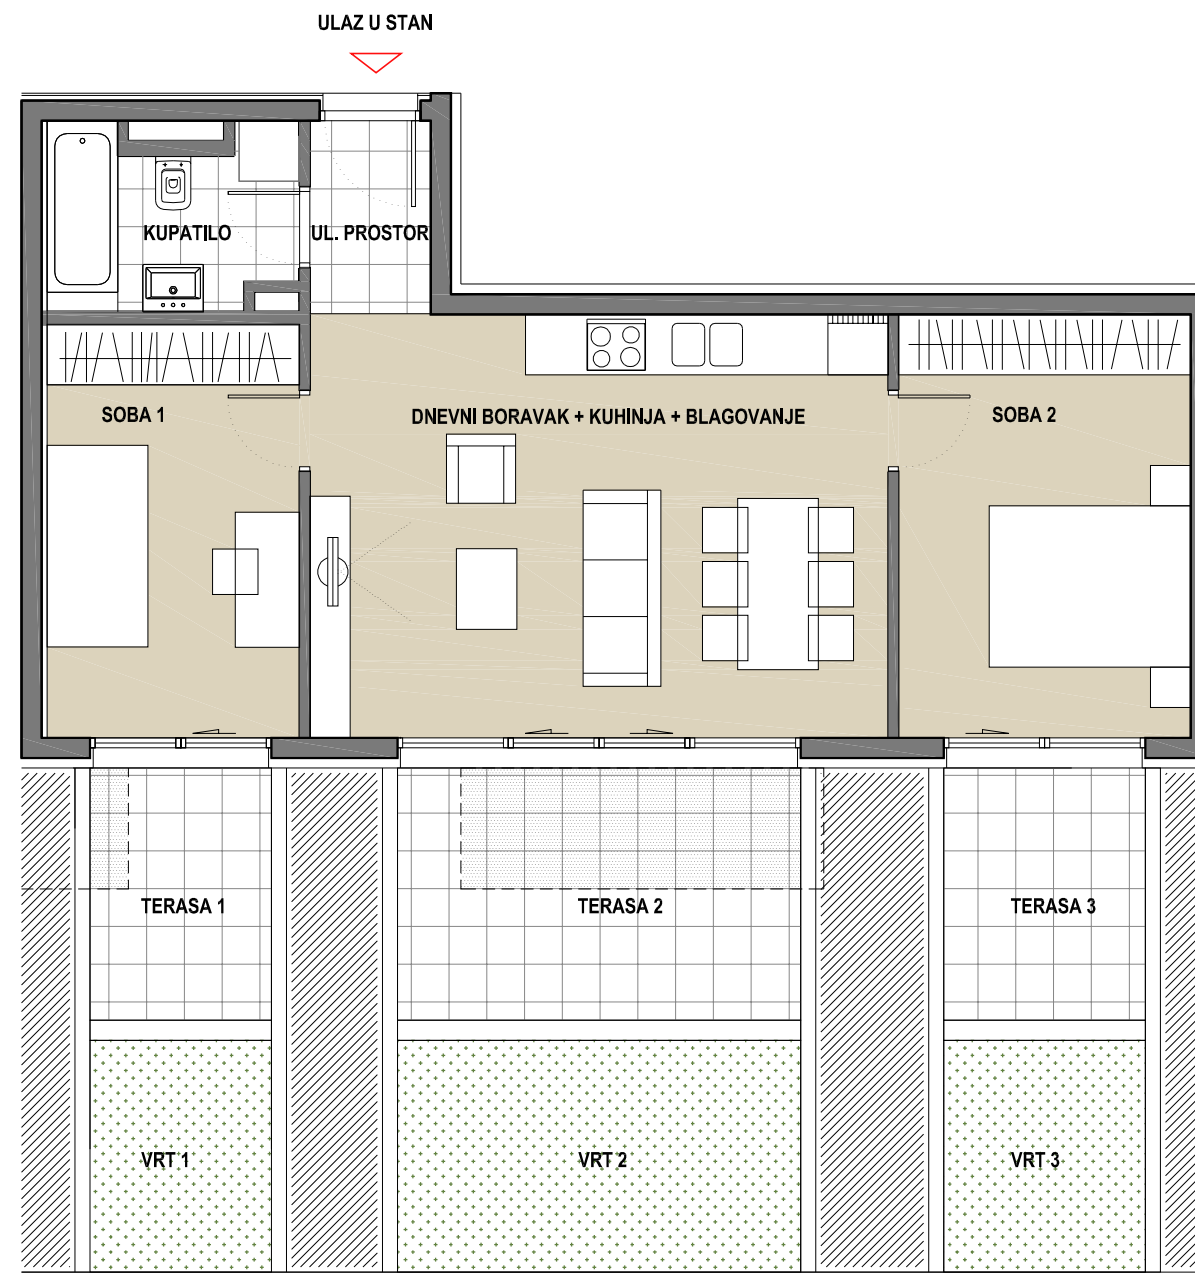 ULAZ U STAN
KUPATILO
UL. PROSTOR
SOBA 1
DNEVNI BORAVAK + KUHINJA + BLAGOVANJE
SOBA 2
TERASA 1
TERASA 2
TERASA 3
VRT 1
VRT 2
VRT 3